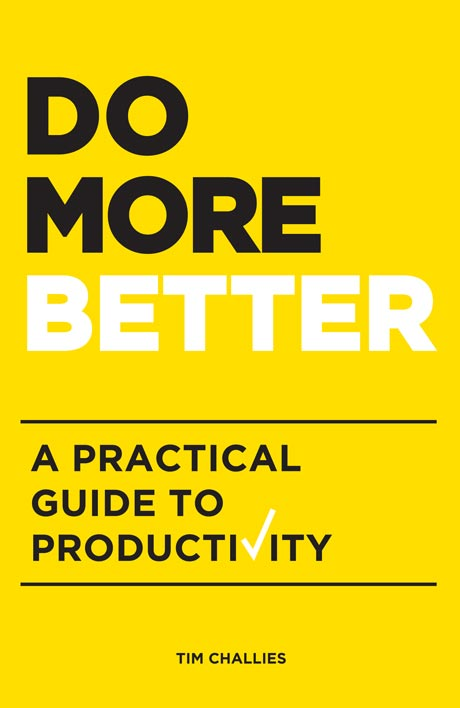 DO
MORE
BETTER
A PRACTICAL
GUIDE TO
PRODUCTIVITY
TIM CHALLIES